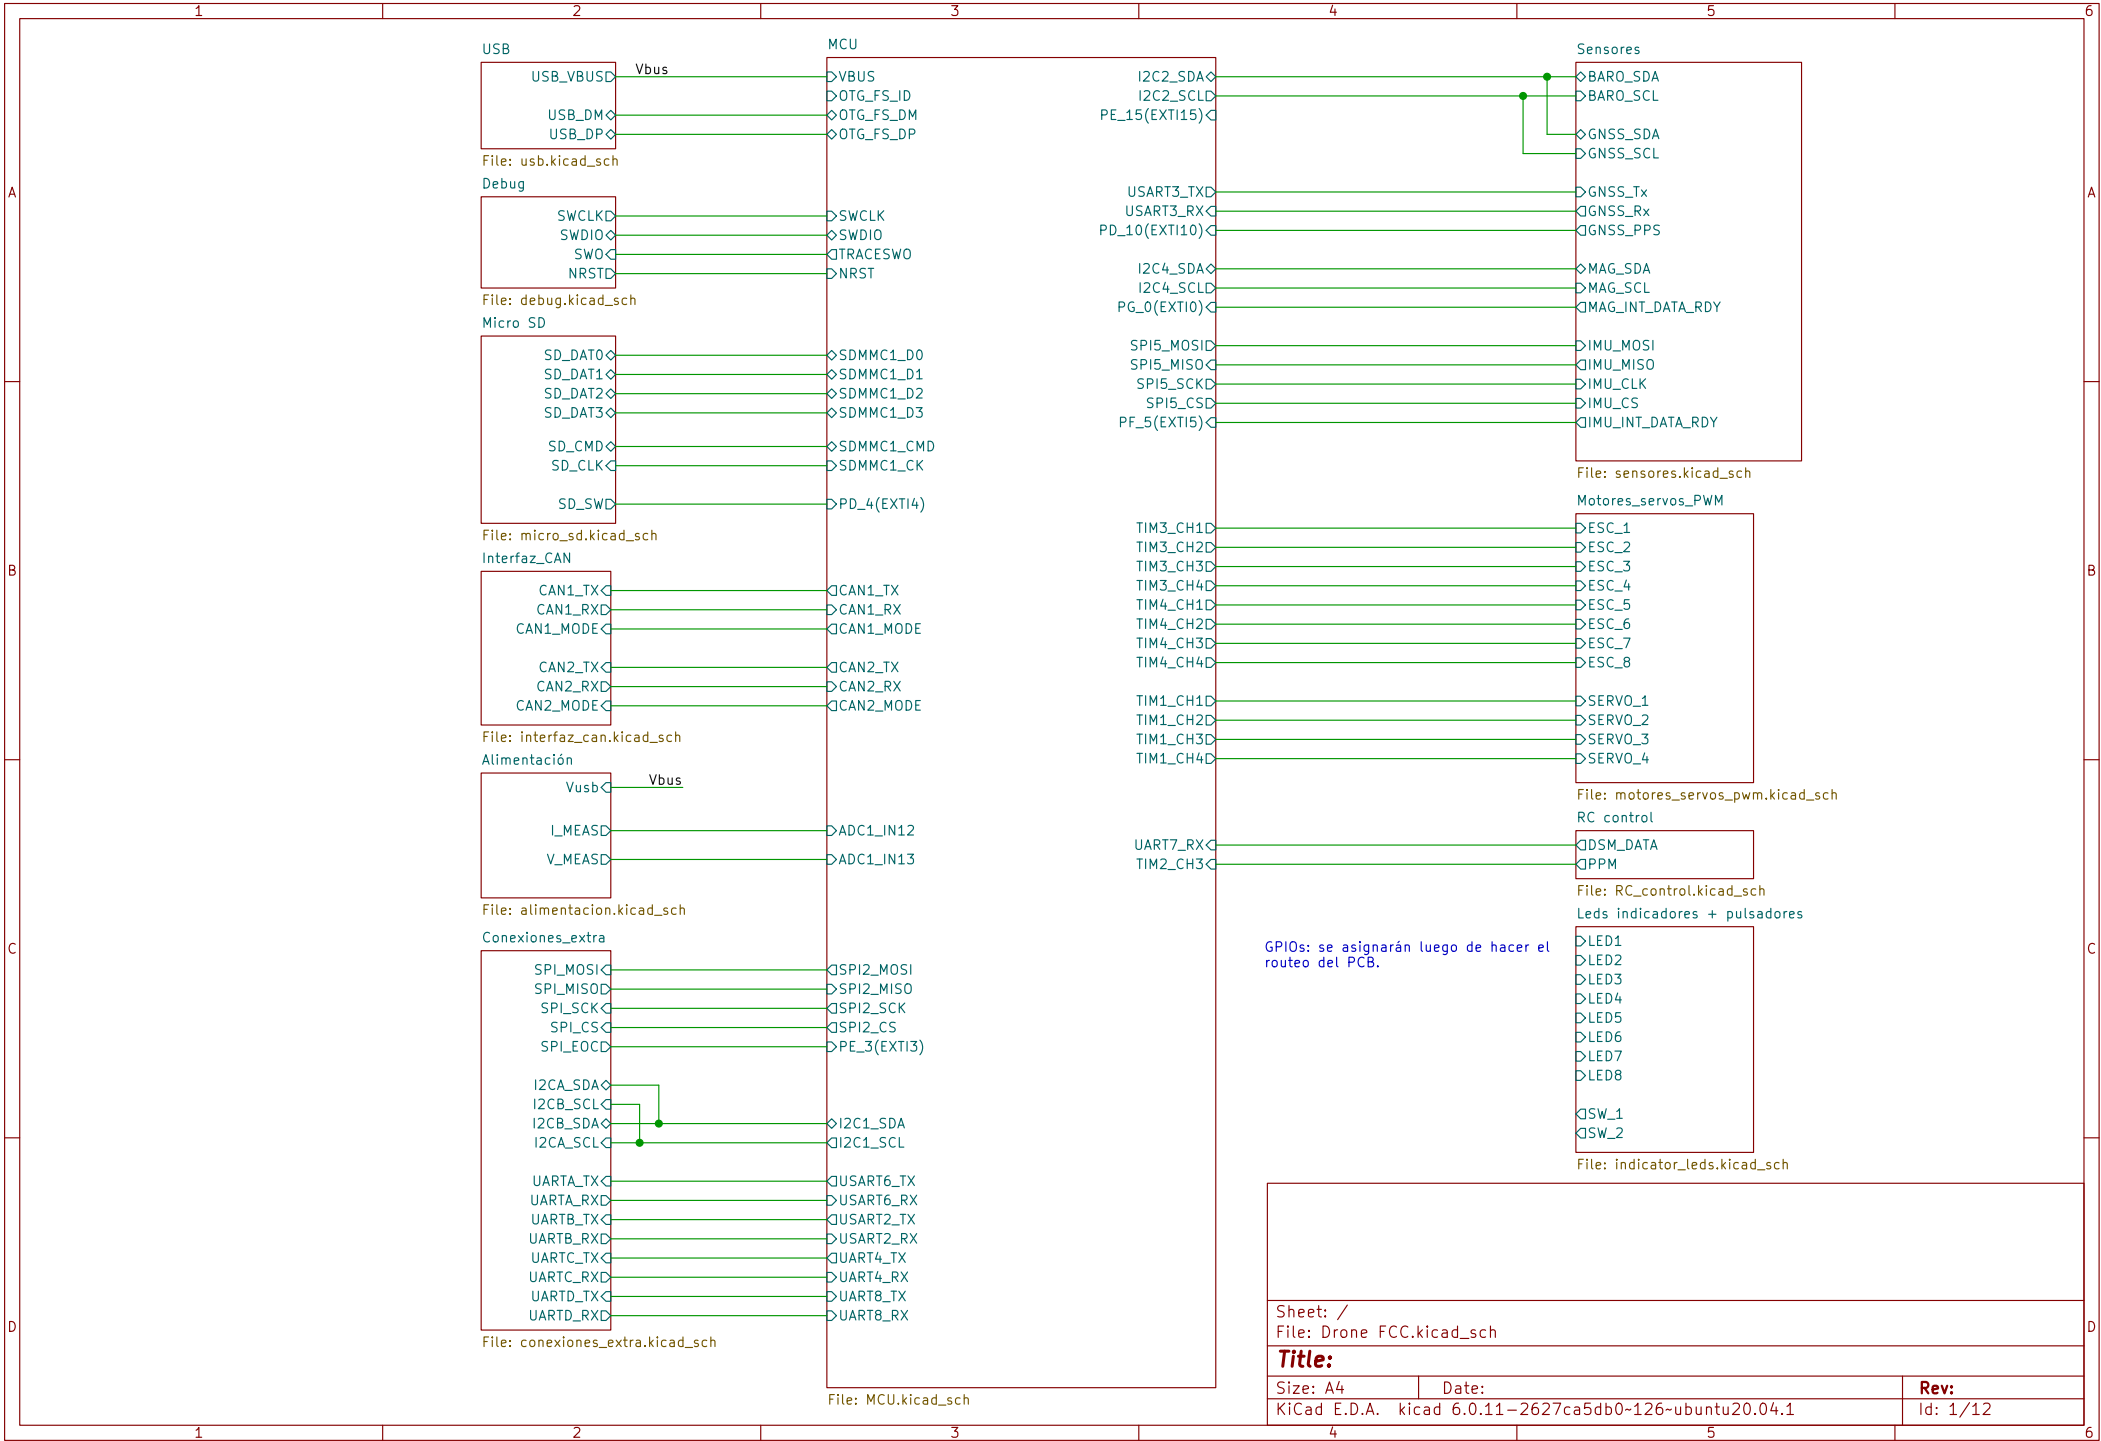 1 2 3 4 5 6
A
B
C
D
USB
USB_VBUS
USB_DM
USB_DP
File: usb.kicad_sch
Vbus
Debug
SWCLK
SWDIO
SWO
NRST
File: debug.kicad_sch
Micro SD
SD_DAT0
SD_DAT1
SD_DAT2
SD_DAT3
SD_CMD
SD_CLK
SD_SW
File: micro_sd.kicad_sch
Interfaz_CAN
CAN1_TX
CAN1_RX
CAN1_MODE
CAN2_TX
CAN2_RX
CAN2_MODE
File: interfaz_can.kicad_sch
Alimentación
Vusb
Vbus
I_MEAS
V_MEAS
File: alimentacion.kicad_sch
Conexiones_extra
SPI_MOSI
SPI_MISO
SPI_SCK
SPI_CS
SPI_EOC
I2CA_SDA
I2CB_SCL
I2CB_SDA
I2CA_SCL
UARTA_TX
UARTA_RX
UARTB_TX
UARTB_RX
UARTC_TX
UARTC_RX
UARTD_TX
UARTD_RX
File: conexiones_extra.kicad_sch
MCU
VBUS
OTG_FS_ID
OTG_FS_DM
OTG_FS_DP
SWCLK
SWDIO
TRACESWO
NRST
SDMMC1_D0
SDMMC1_D1
SDMMC1_D2
SDMMC1_D3
SDMMC1_CMD
SDMMC1_CK
PD_4(EXTI4)
CAN1_TX
CAN1_RX
CAN1_MODE
CAN2_TX
CAN2_RX
CAN2_MODE
ADC1_IN12
ADC1_IN13
SPI2_MOSI
SPI2_MISO
SPI2_SCK
SPI2_CS
PE_3(EXTI3)
I2C1_SDA
I2C1_SCL
USART6_TX
USART6_RX
USART2_TX
USART2_RX
UART4_TX
UART4_RX
UART8_TX
UART8_RX
I2C2_SDA
I2C2_SCL
PE_15(EXTI15)
USART3_TX
USART3_RX
PD_10(EXTI10)
I2C4_SDA
I2C4_SCL
PG_0(EXTI0)
SPI5_MOSI
SPI5_MISO
SPI5_SCK
SPI5_CS
PF_5(EXTI5)
TIM3_CH1
TIM3_CH2
TIM3_CH3
TIM3_CH4
TIM4_CH1
TIM4_CH2
TIM4_CH3
TIM4_CH4
TIM1_CH1
TIM1_CH2
TIM1_CH3
TIM1_CH4
UART7_RX
TIM2_CH3
File: MCU.kicad_sch
Sensores
BARO_SDA
BARO_SCL
GNSS_SDA
GNSS_SCL
GNSS_Tx
GNSS_Rx
GNSS_PPS
MAG_SDA
MAG_SCL
MAG_INT_DATA_RDY
IMU_MOSI
IMU_MISO
IMU_CLK
IMU_CS
IMU_INT_DATA_RDY
File: sensores.kicad_sch
Motores_servos_PWM
ESC_1
ESC_2
ESC_3
ESC_4
ESC_5
ESC_6
ESC_7
ESC_8
SERVO_1
SERVO_2
SERVO_3
SERVO_4
File: motores_servos_pwm.kicad_sch
RC control
DSM_DATA
PPM
File: RC_control.kicad_sch
Leds indicadores + pulsadores
LED1
LED2
LED3
LED4
LED5
LED6
LED7
LED8
SW_1
SW_2
File: indicator_leds.kicad_sch
GPIOs: se asignarán luego de hacer el
routeo del PCB.
Sheet: /
File: Drone FCC.kicad_sch
Title:
Size: A4 Date: Rev:
KiCad E.D.A. kicad 6.0.11-2627ca5db0~126~ubuntu20.04.1 Id: 1/12
A
B
C
D
1 2 3 4 5 6